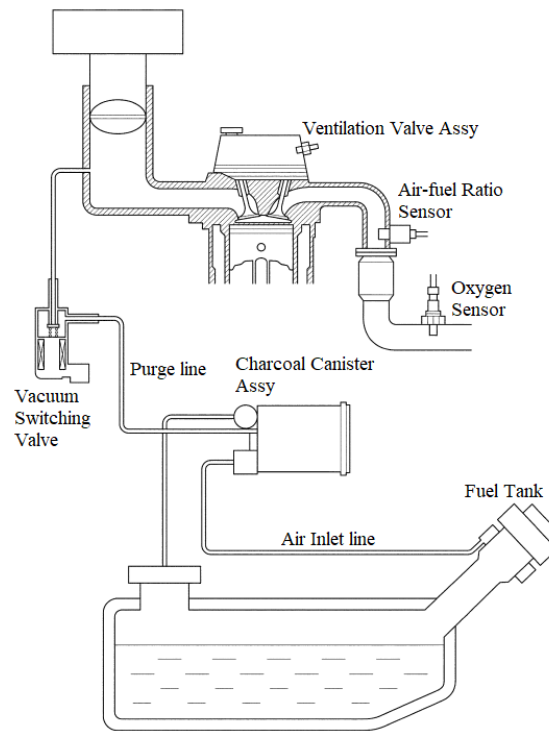 Ventilation Valve Assy
Air-fuel Ratio
Sensor
Oxygen
Sensor
Purge line
Charcoal Canister
Assy
Vacuum
Switching
Valve
Fuel Tank
Air Inlet line